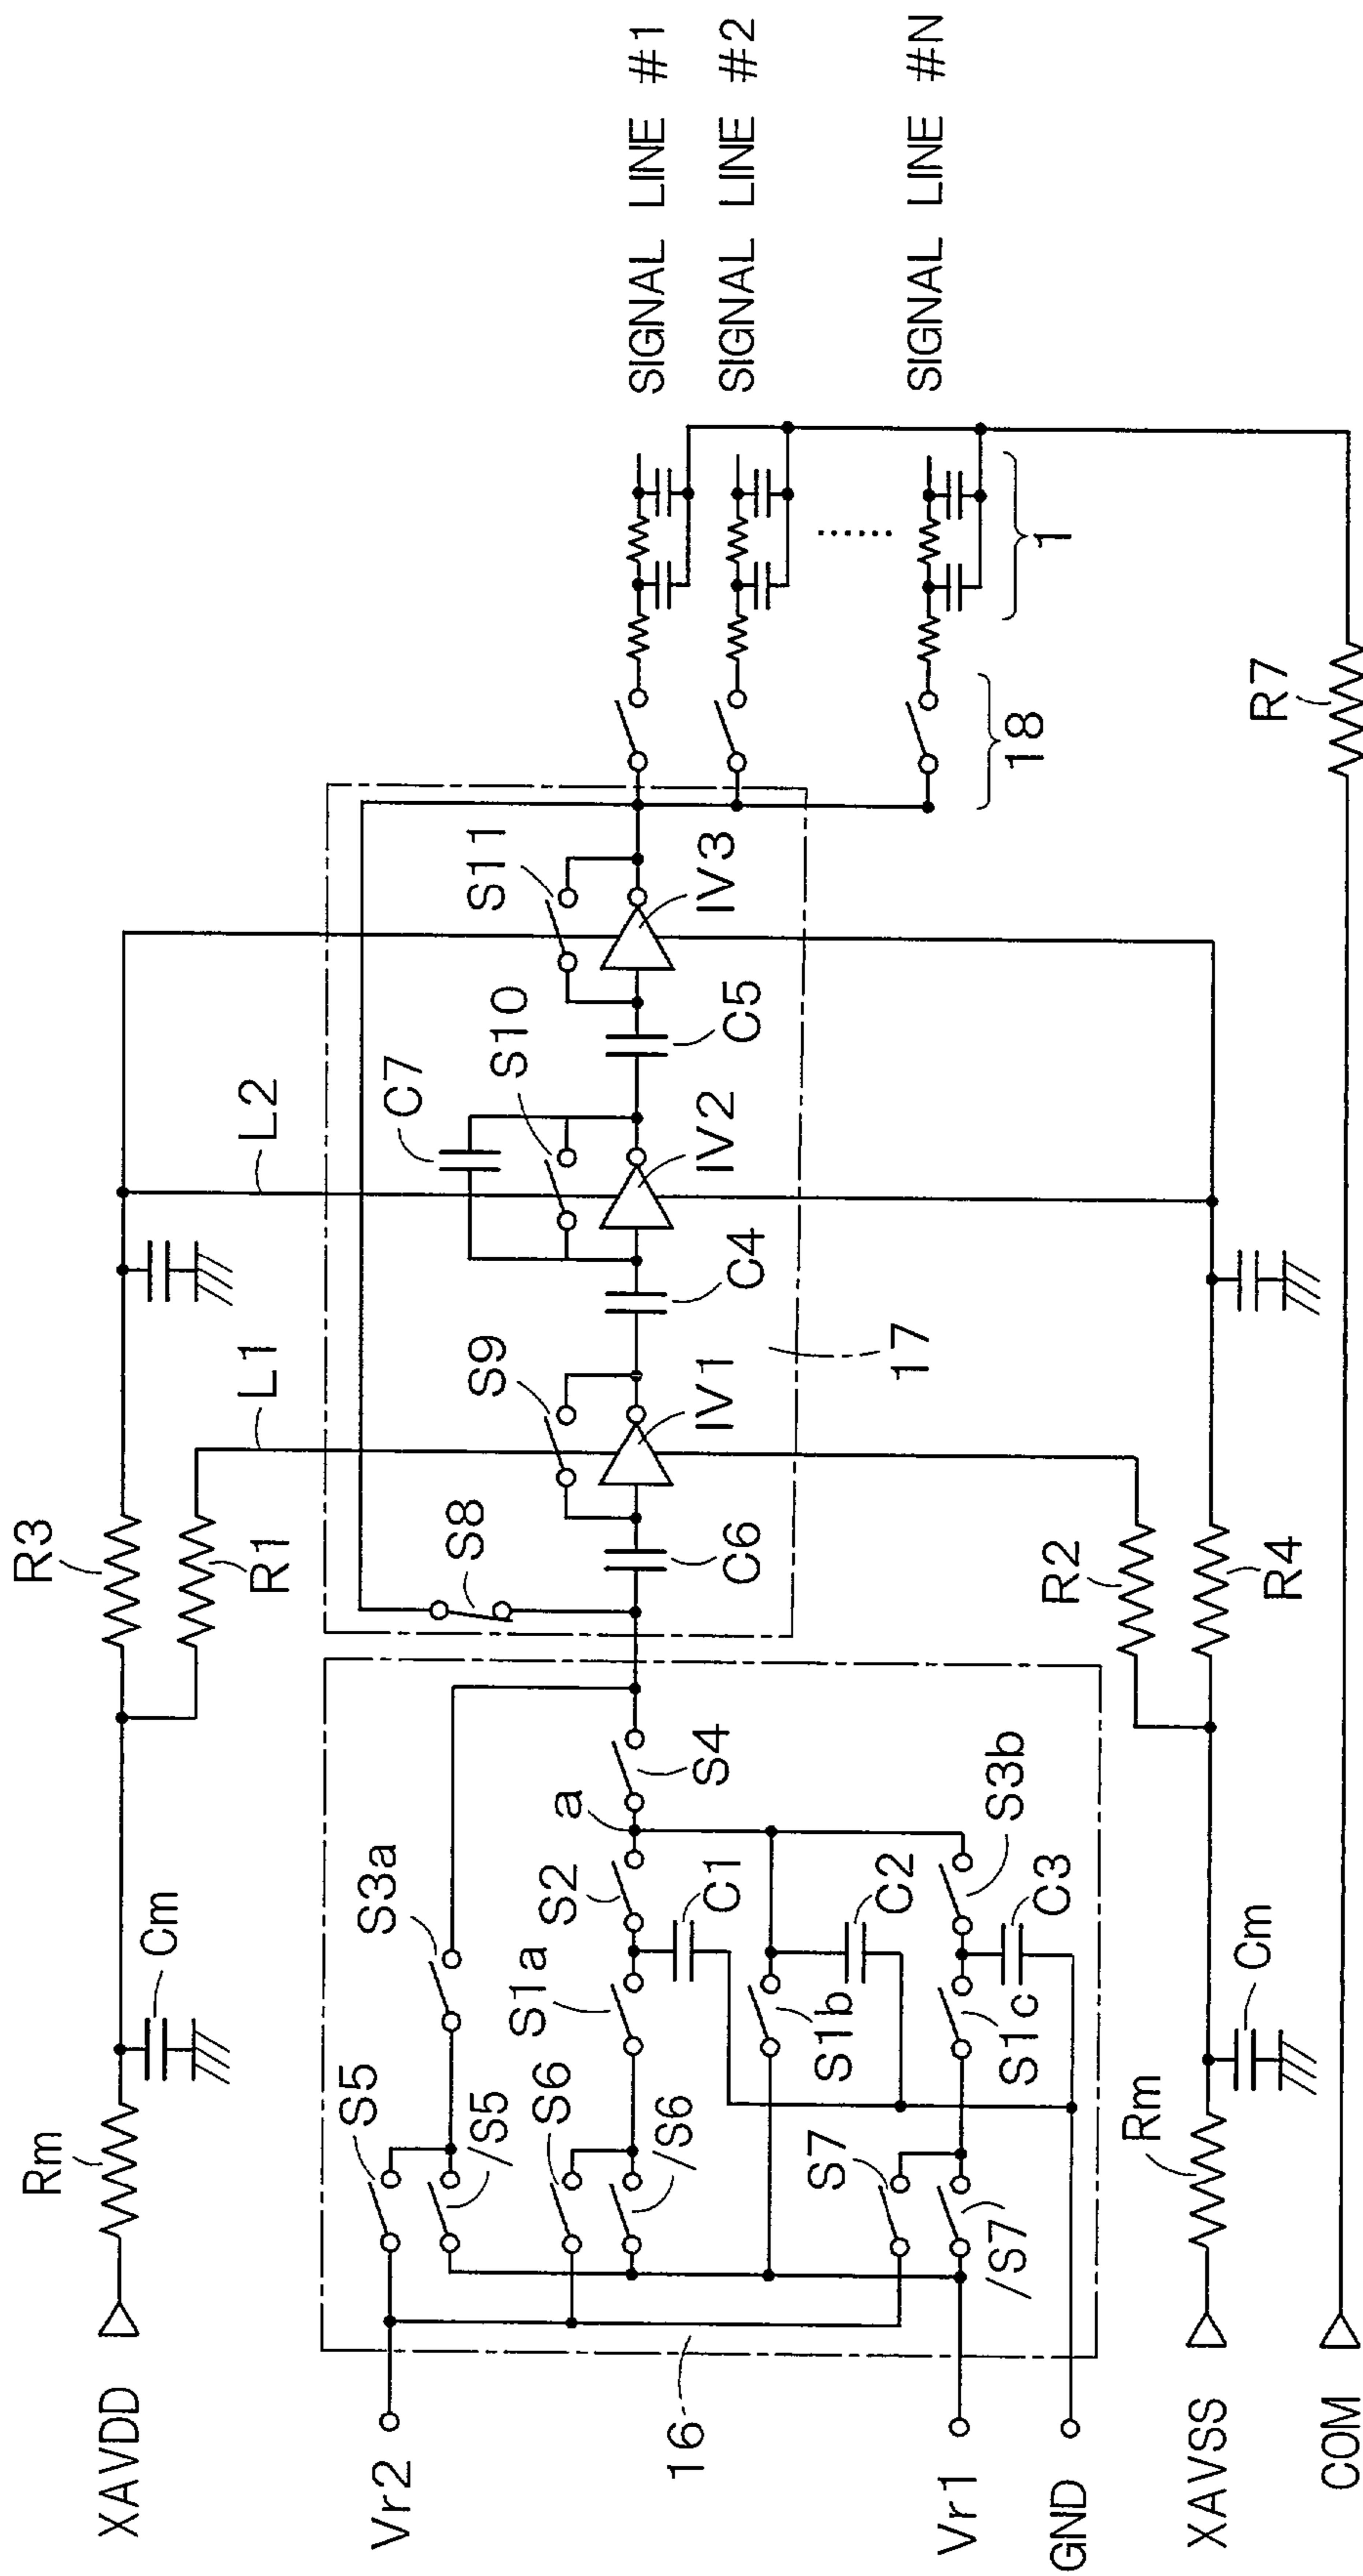 XAVDD
Rm
Cm
R3
R1
L1
L2
Vr2
S5
/S5
S3a
S6
/S6
S1a
S2
a
S4
C1
S1b
C2
S7
/S7
S1c
S3b
C3
16
Vr1
GND
S8
C6
S9
IV1
C4
C7
S10
IV2
C5
S11
IV3
17
18
1
SIGNAL LINE #1
SIGNAL LINE #2
SIGNAL LINE #N
XAVSS
Rm
Cm
R2
R4
COM
R7